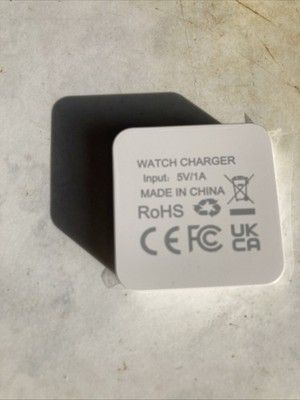 WATCH CHARGER
Input: 5V/1A
MADE IN CHINA
RoHS
CE FC UK
CA